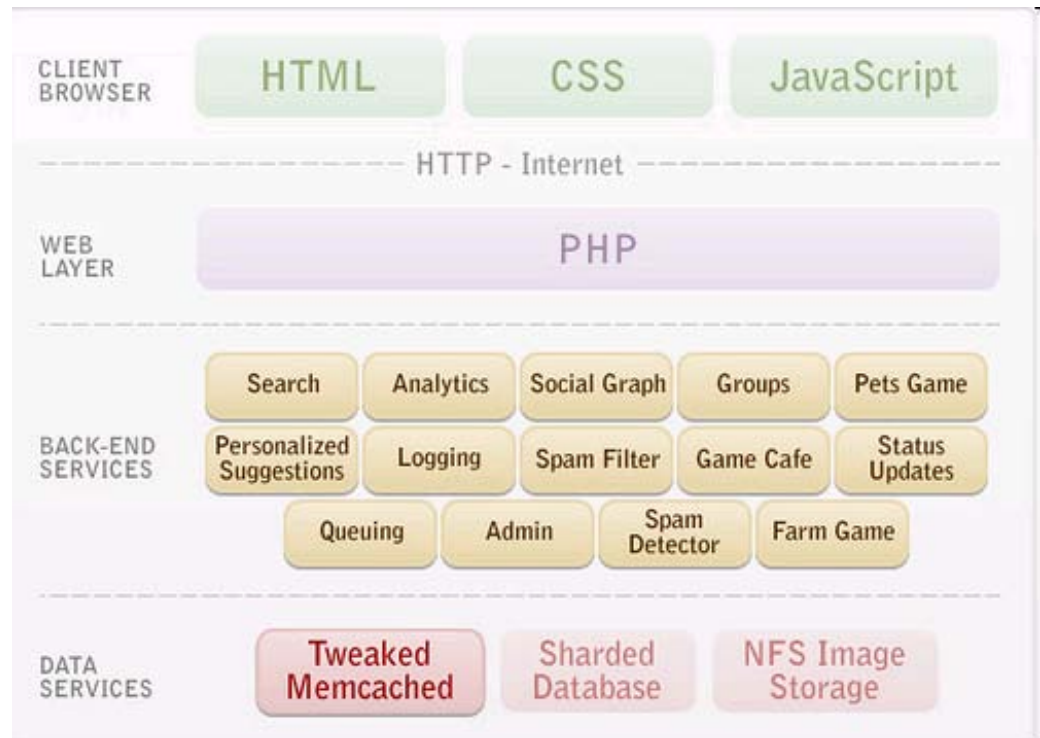 CLIENT
BROWSER
HTML
CSS
JavaScript
HTTP - Internet
WEB
LAYER
PHP
BACK-END
SERVICES
Search
Analytics
Social Graph
Groups
Pets Game
Personalized
Suggestions
Logging
Spam Filter
Game Cafe
Status
Updates
Queuing
Admin
Spam
Detector
Farm Game
DATA
SERVICES
Tweaked
Memcached
Sharded
Database
NFS Image
Storage